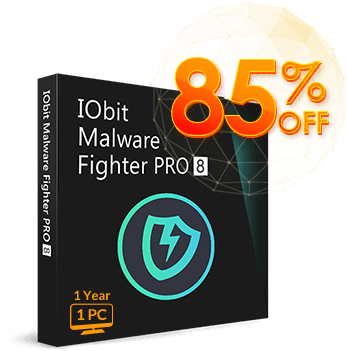 85%
OFF
IObit
Malware
Fighter PRO 8
IObit Malware Fighter PRO 8
1 Year
1 PC